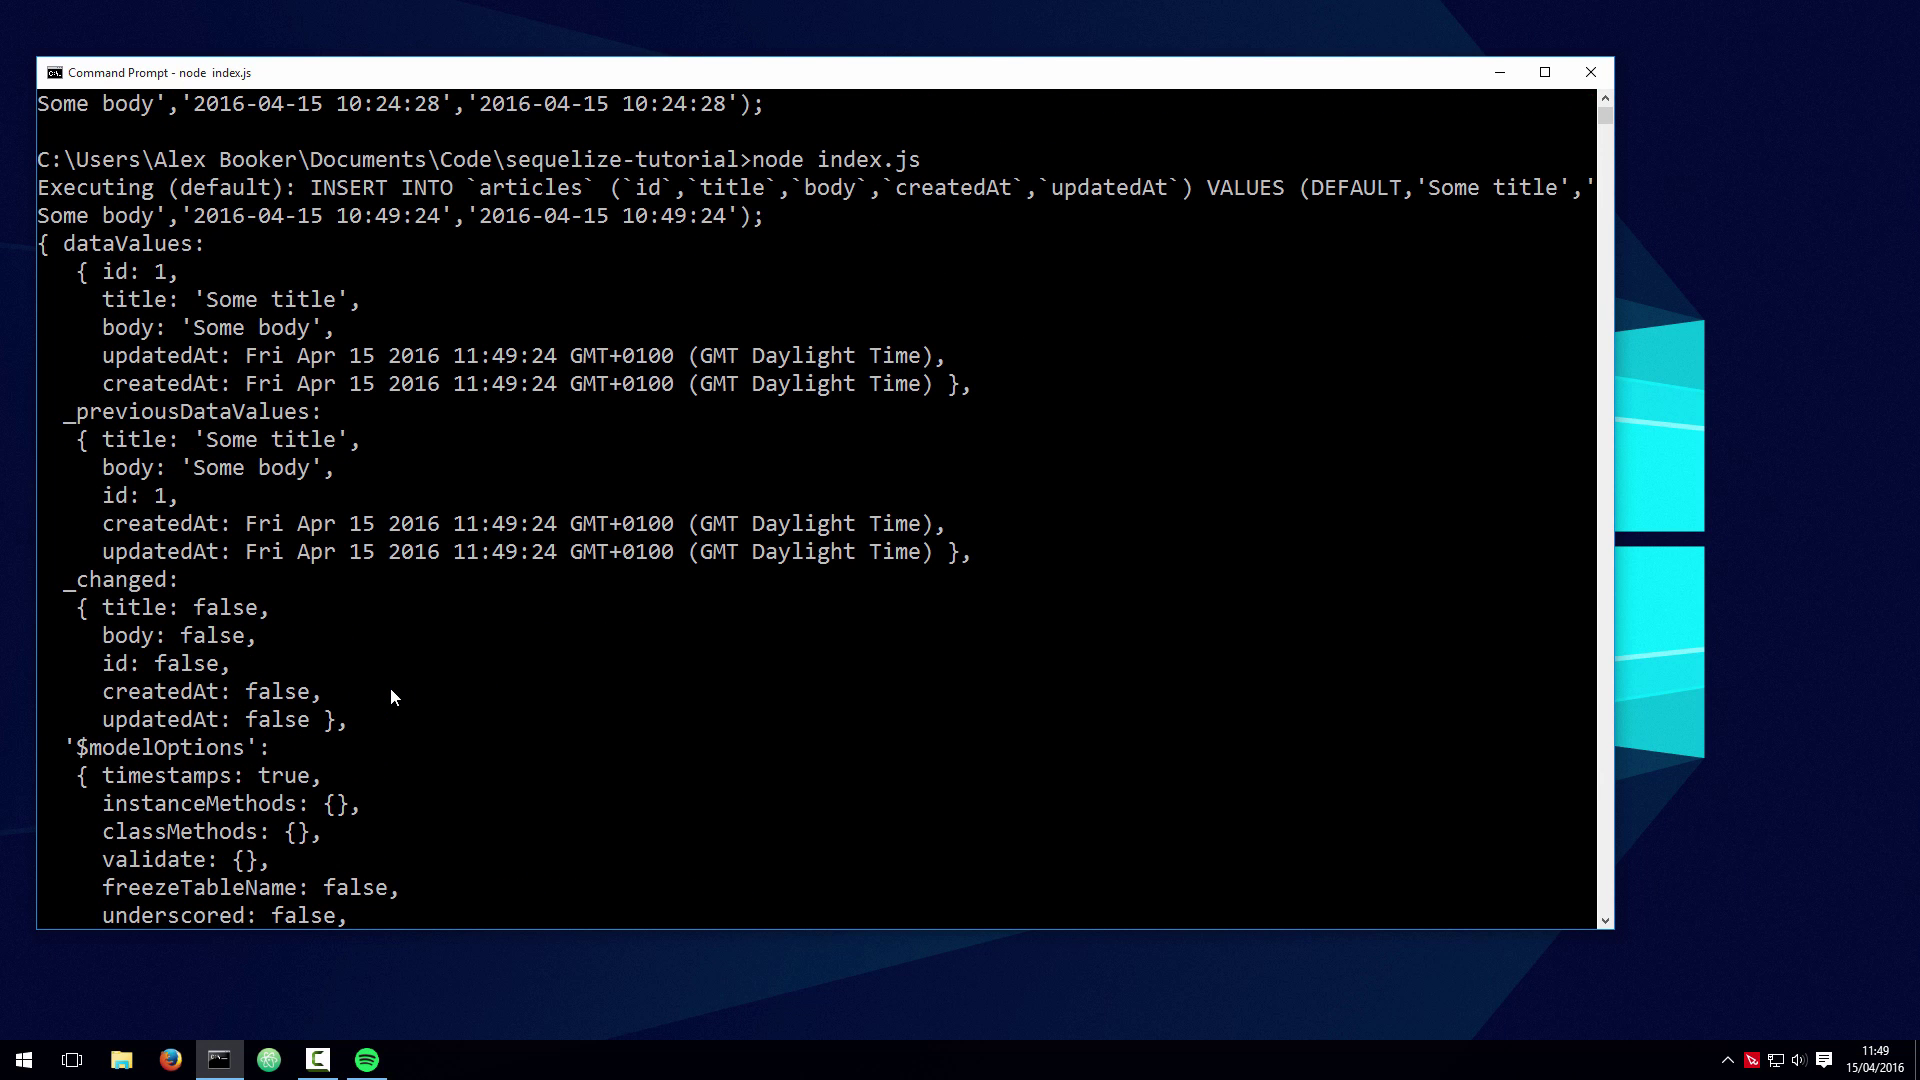 Command Prompt - node  index.js
Some body','2016-04-15 10:24:28','2016-04-15 10:24:28');
C:\Users\Alex Booker\Documents\Code\sequelize-tutorial>node index.js
Executing (default): INSERT INTO `articles` (`id`,`title`,`body`,`createdAt`,`updatedAt`) VALUES (DEFAULT,'Some title','
Some body','2016-04-15 10:49:24','2016-04-15 10:49:24');
{ dataValues:
   { id: 1,
     title: 'Some title',
     body: 'Some body',
     updatedAt: Fri Apr 15 2016 11:49:24 GMT+0100 (GMT Daylight Time),
     createdAt: Fri Apr 15 2016 11:49:24 GMT+0100 (GMT Daylight Time) },
  _previousDataValues:
   { title: 'Some title',
     body: 'Some body',
     id: 1,
     createdAt: Fri Apr 15 2016 11:49:24 GMT+0100 (GMT Daylight Time),
     updatedAt: Fri Apr 15 2016 11:49:24 GMT+0100 (GMT Daylight Time) },
  _changed:
   { title: false,
     body: false,
     id: false,
     createdAt: false,
     updatedAt: false },
  '$modelOptions':
   { timestamps: true,
     instanceMethods: {},
     classMethods: {},
     validate: {},
     freezeTableName: false,
     underscored: false,
11:49
15/04/2016